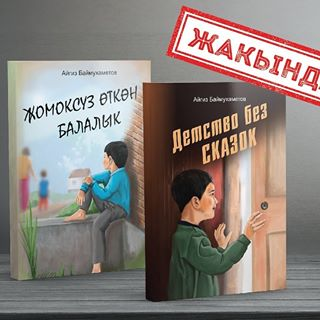 ЖАКЫНДА
Айгиз Баймухаметов
ЖОМОКСУЗ ӨТКӨН
БАЛАЛЫК
Айгиз Баймухаметов
Детство без
СКАЗОК